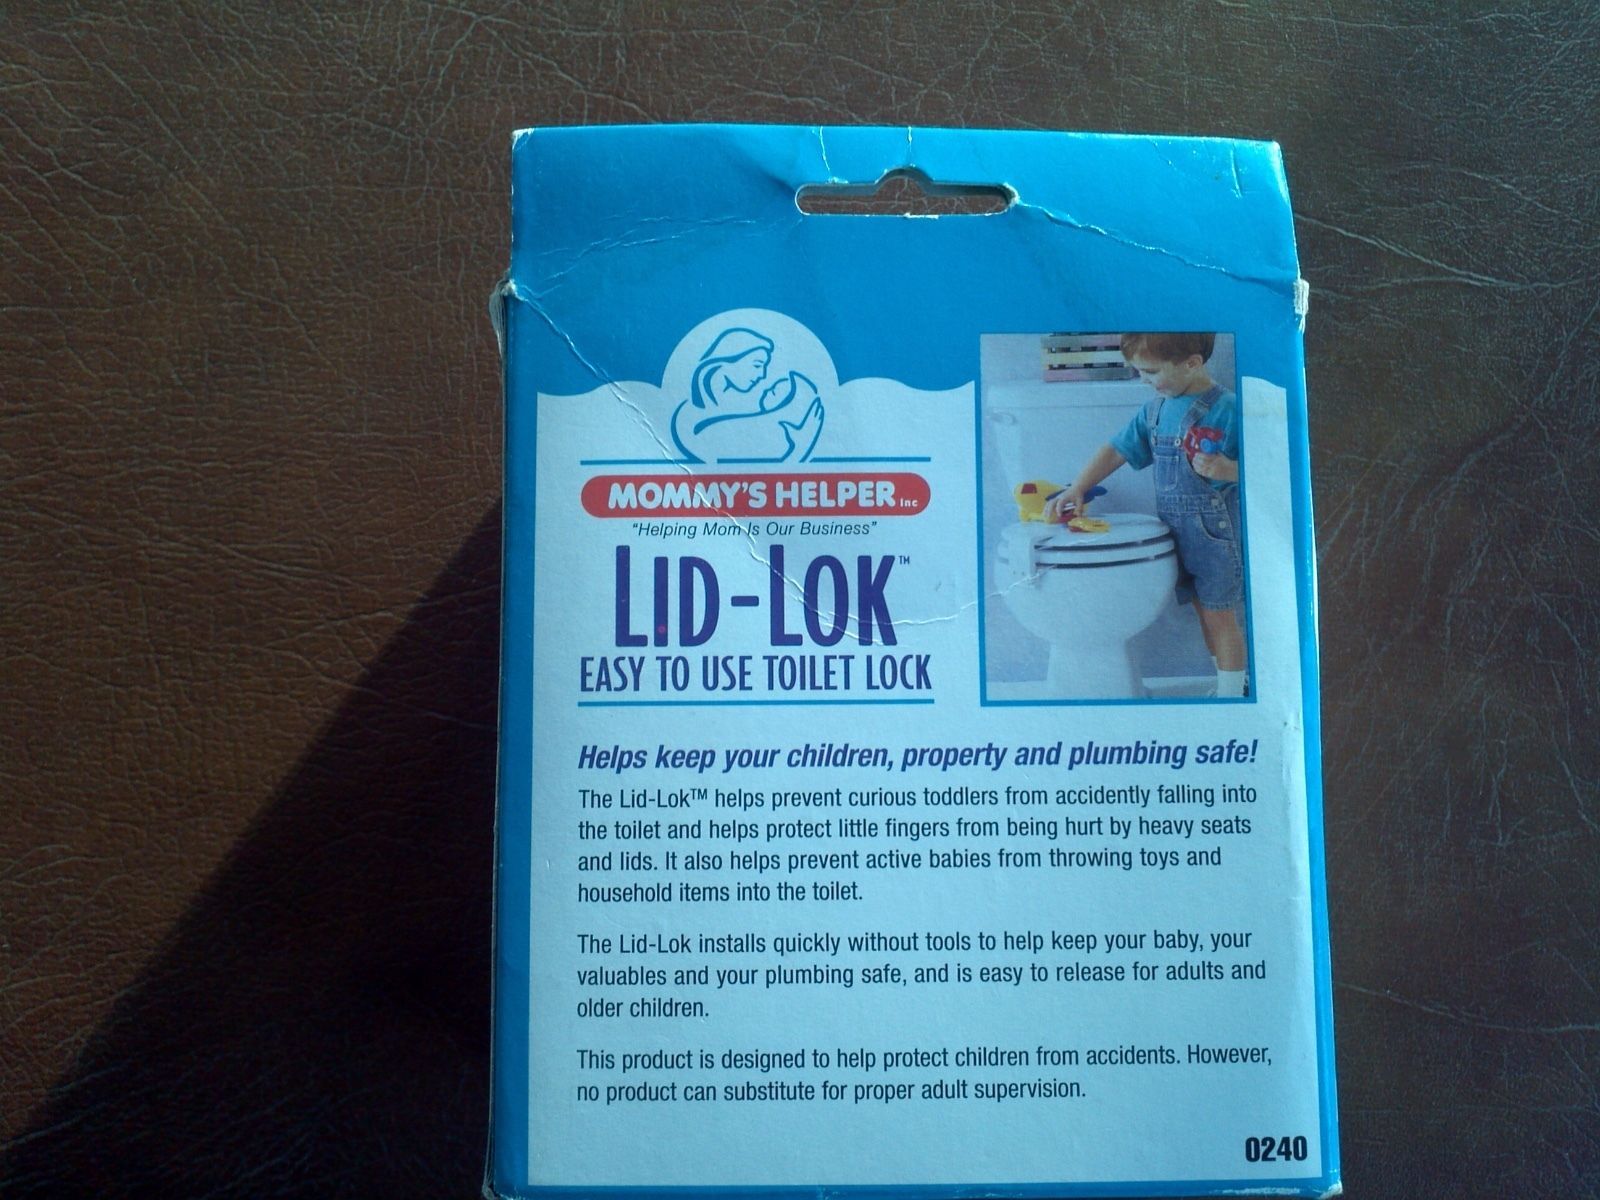 MOMMY'S HELPER Inc
"Helping Mom Is Our Business"
LID-LOK™
EASY TO USE TOILET LOCK
Helps keep your children, property and plumbing safe!
The Lid-Lok™ helps prevent curious toddlers from accidently falling into
the toilet and helps protect little fingers from being hurt by heavy seats
and lids. It also helps prevent active babies from throwing toys and
household items into the toilet.
The Lid-Lok installs quickly without tools to help keep your baby, your
valuables and your plumbing safe, and is easy to release for adults and
older children.
This product is designed to help protect children from accidents. However,
no product can substitute for proper adult supervision.
0240